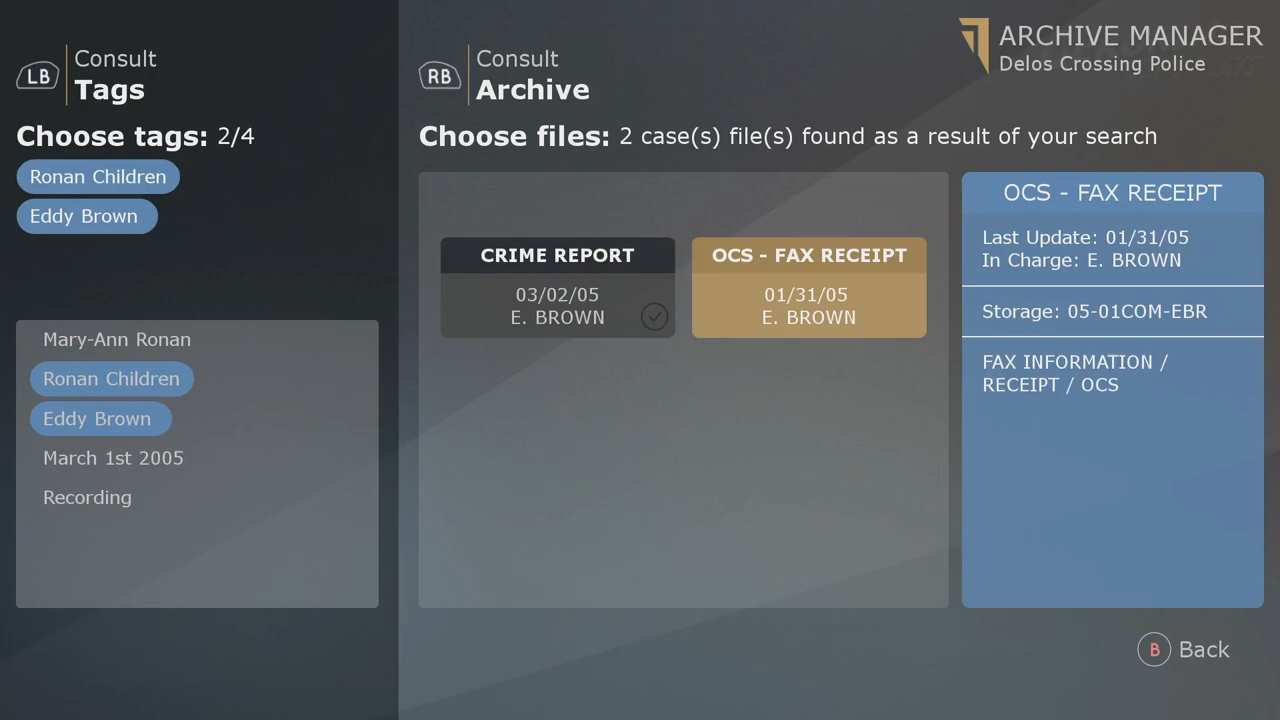 LB
Consult
Tags
Choose tags: 2/4
Ronan Children
Eddy Brown
Mary-Ann Ronan
Ronan Children
Eddy Brown
March 1st 2005
Recording
RB
Consult
Archive
ARCHIVE MANAGER
Delos Crossing Police
Choose files: 2 case(s) file(s) found as a result of your search
CRIME REPORT
03/02/05
E. BROWN
OCS - FAX RECEIPT
01/31/05
E. BROWN
OCS - FAX RECEIPT
Last Update: 01/31/05
In Charge: E. BROWN
Storage: 05-01COM-EBR
FAX INFORMATION /
RECEIPT / OCS
B Back